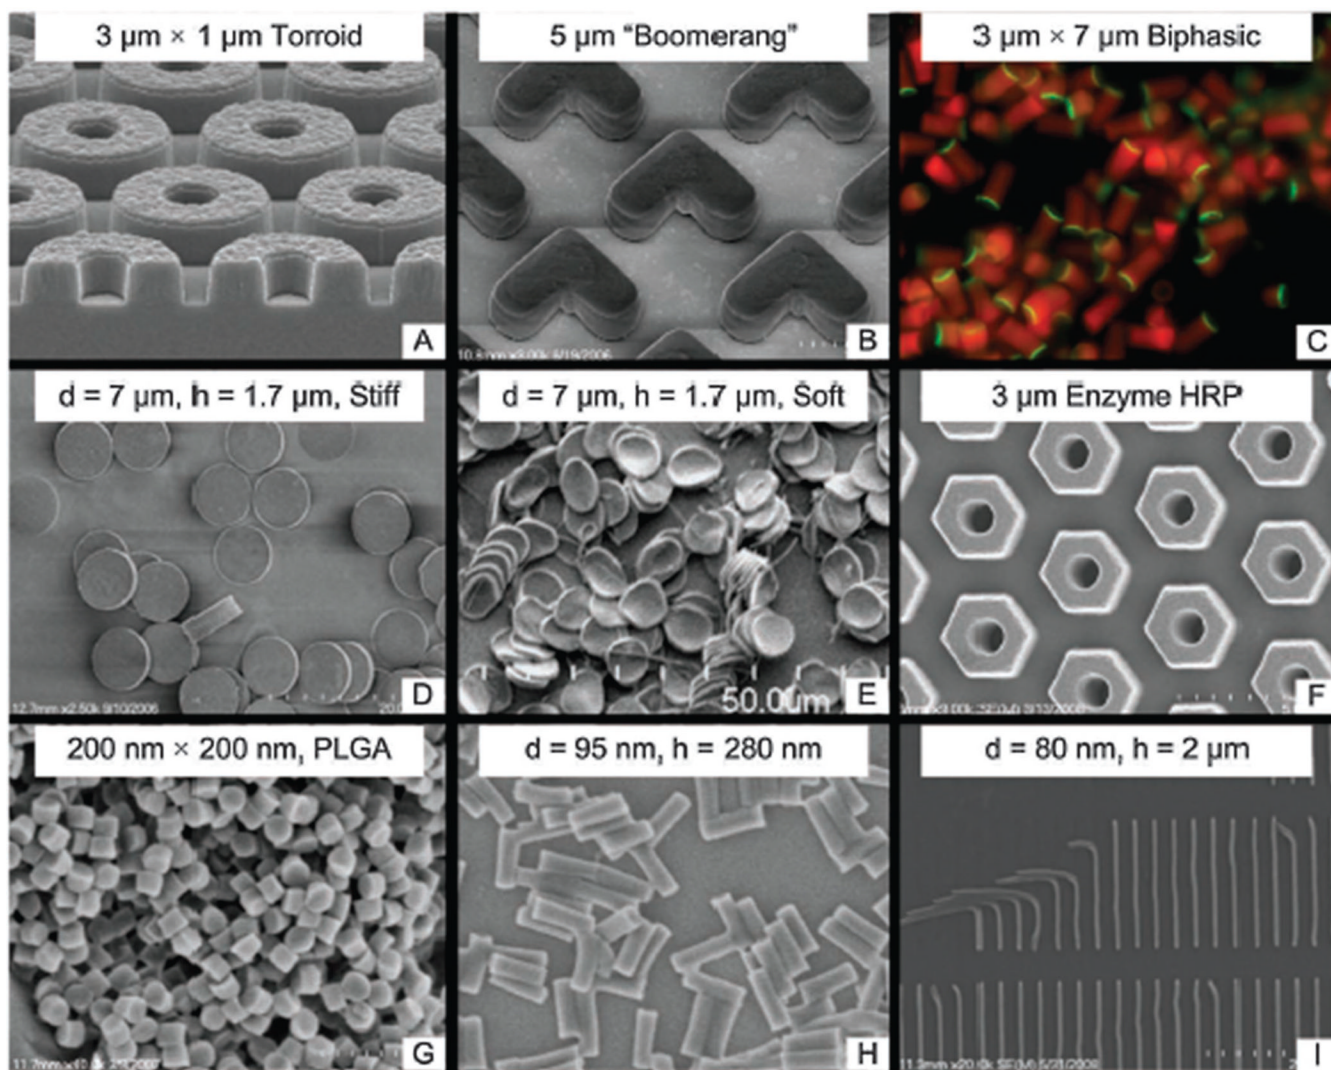 3 µm × 1 µm Torroid
A
5 µm "Boomerang"
B
3 µm × 7 µm Biphasic
C
d = 7 µm, h = 1.7 µm, Stiff
D
d = 7 µm, h = 1.7 µm, Soft
50.0um
E
3 µm Enzyme HRP
F
200 nm × 200 nm, PLGA
G
d = 95 nm, h = 280 nm
H
d = 80 nm, h = 2 µm
I